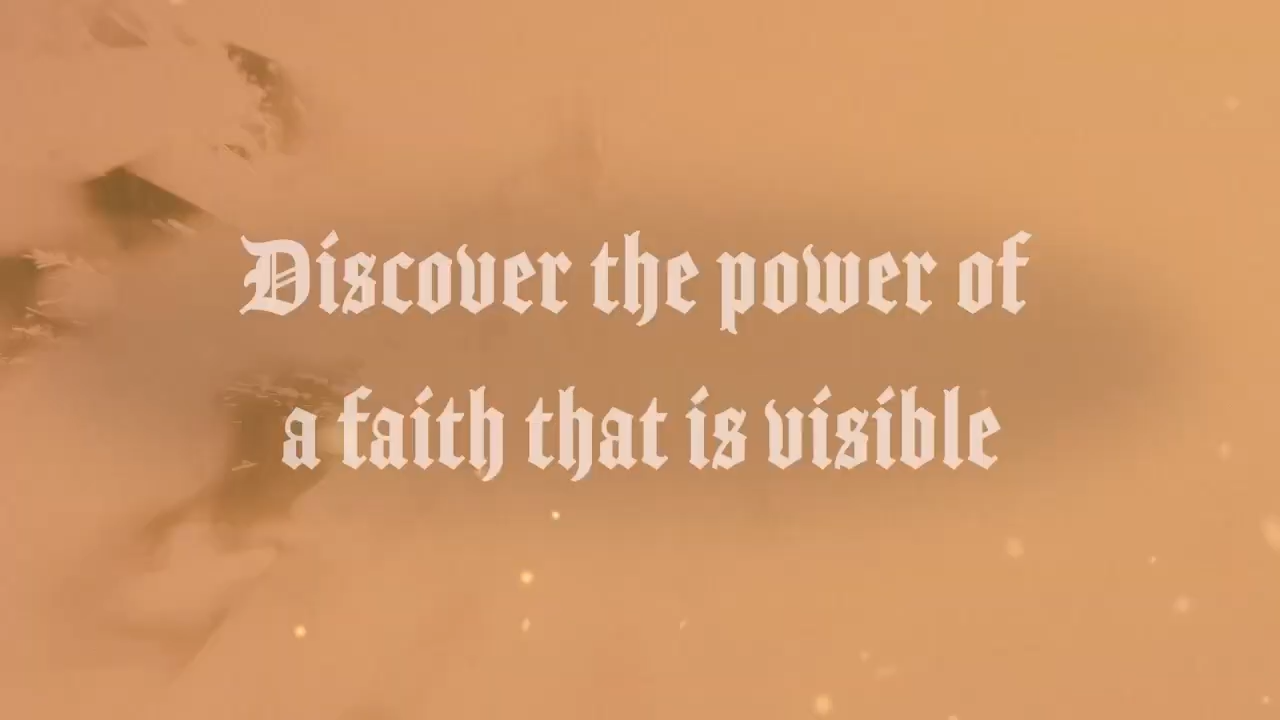 Discover the power of
a faith that is visible